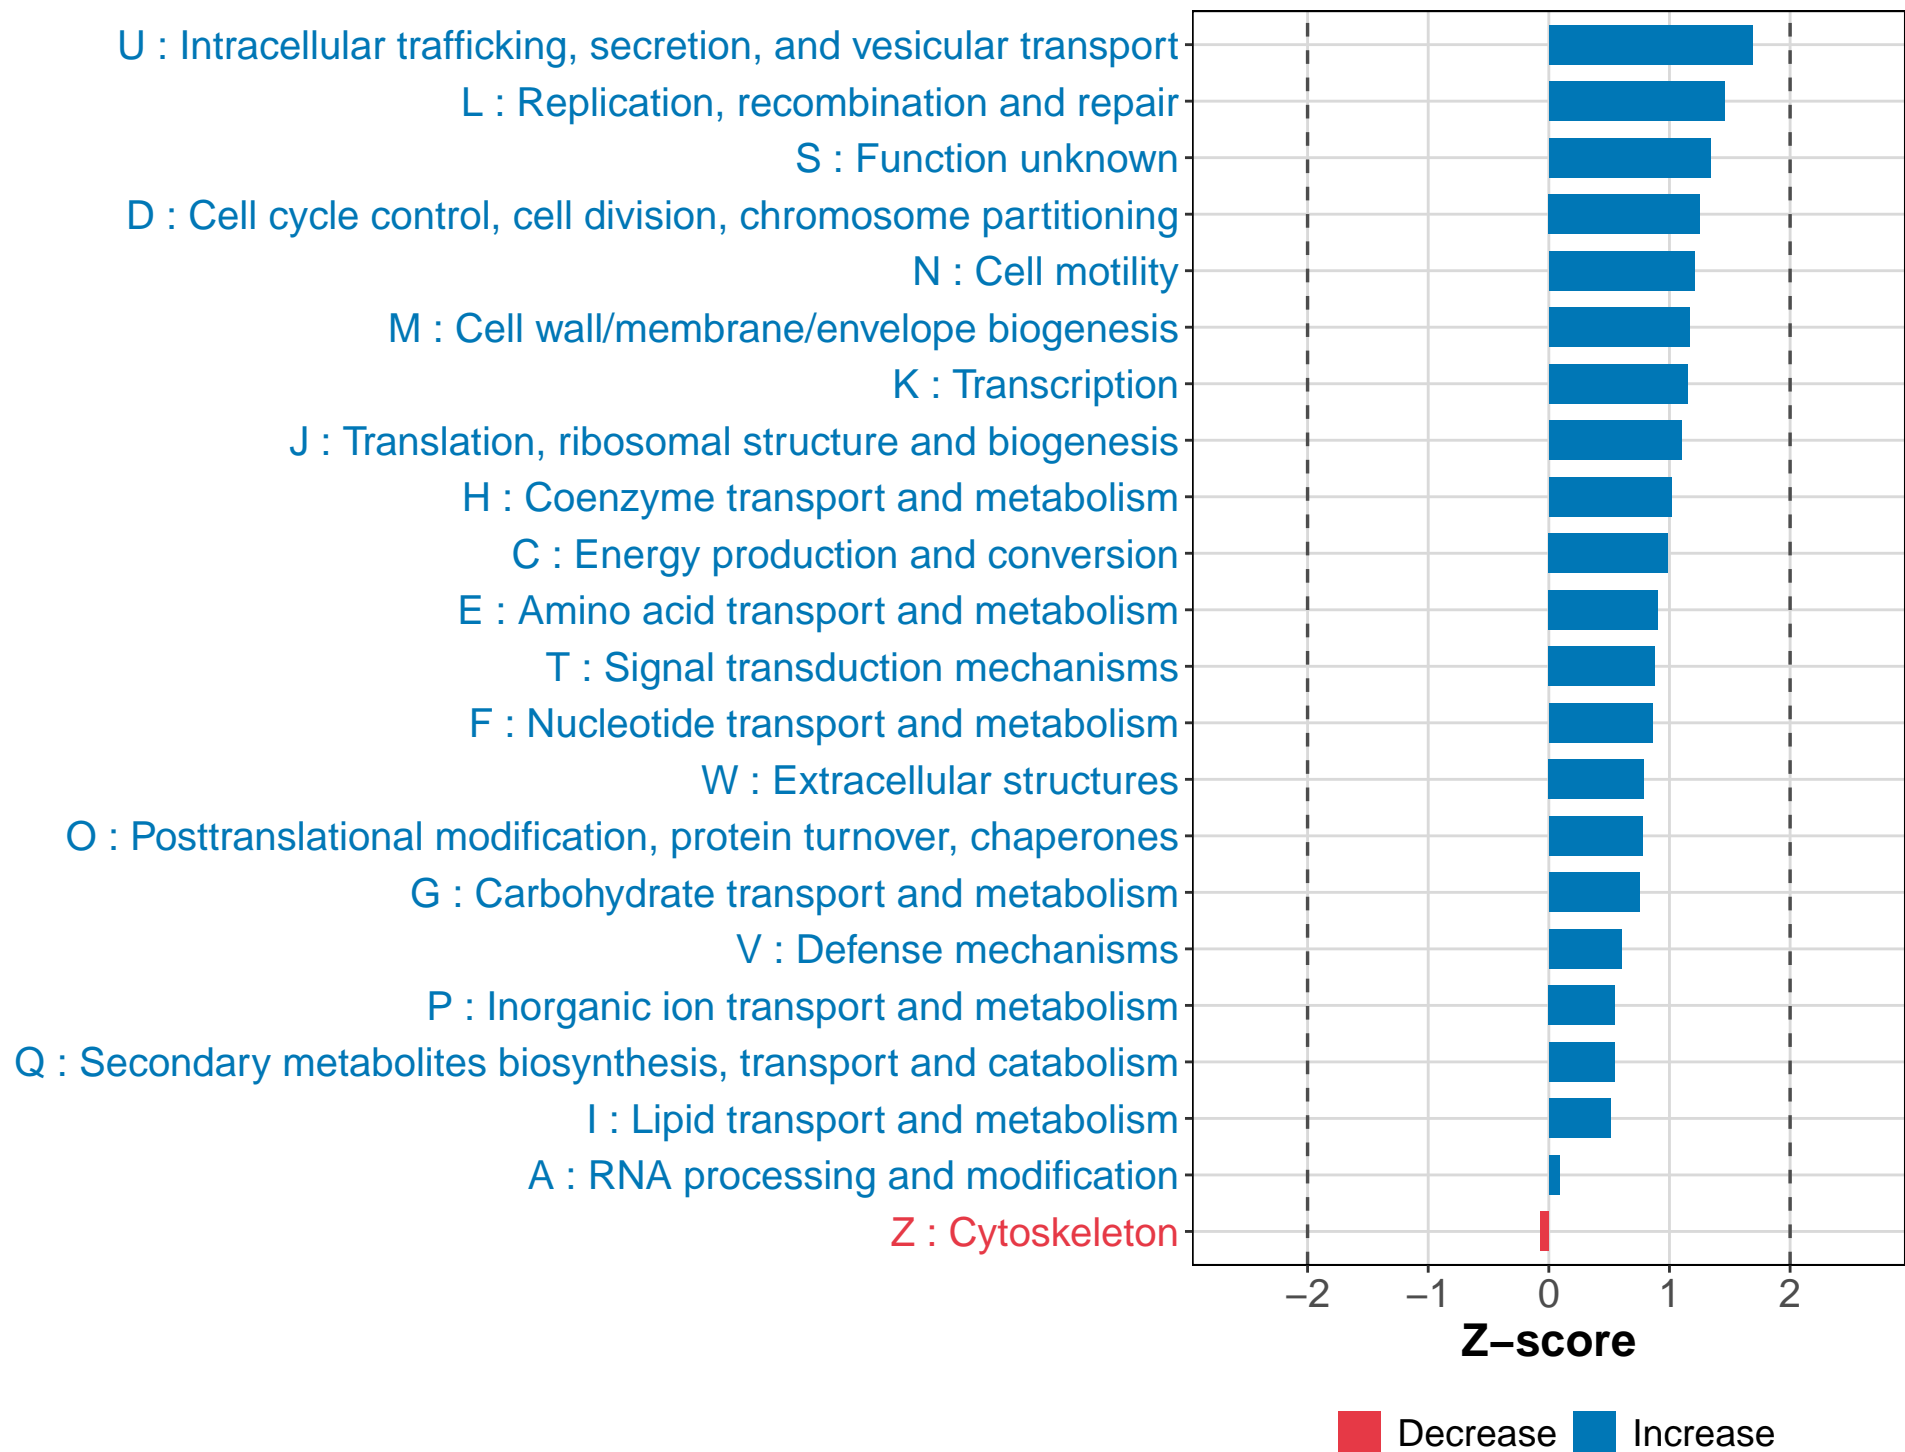 U : Intracellular trafficking, secretion, and vesicular transport
L : Replication, recombination and repair
S : Function unknown
D : Cell cycle control, cell division, chromosome partitioning
N : Cell motility
M : Cell wall/membrane/envelope biogenesis
K : Transcription
J : Translation, ribosomal structure and biogenesis
H : Coenzyme transport and metabolism
C : Energy production and conversion
E : Amino acid transport and metabolism
T : Signal transduction mechanisms
F : Nucleotide transport and metabolism
W : Extracellular structures
O : Posttranslational modification, protein turnover, chaperones
G : Carbohydrate transport and metabolism
V : Defense mechanisms
P : Inorganic ion transport and metabolism
Q : Secondary metabolites biosynthesis, transport and catabolism
I : Lipid transport and metabolism
A : RNA processing and modification
Z : Cytoskeleton
−2 −1 0 1 2
Z−score
Decrease Increase